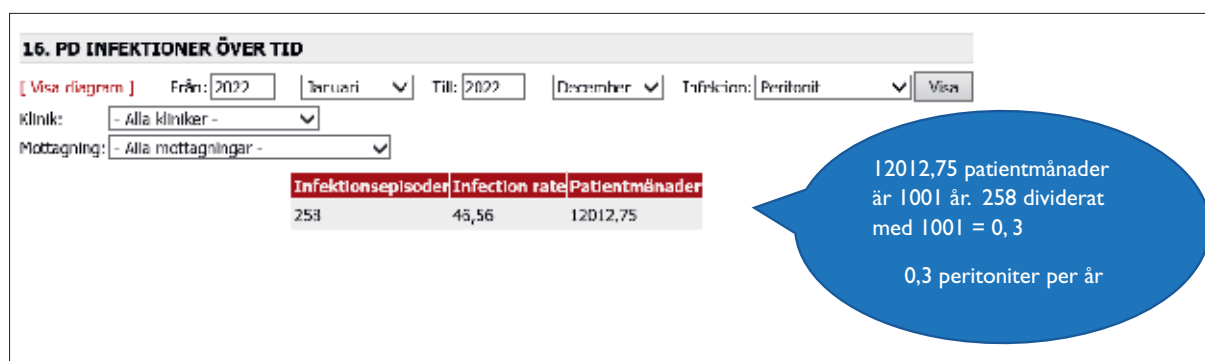 16. PD INFEKTIONER ÖVER TID
[ Visa diagram ] Från: 2022 Januari Till: 2022 December Infektion: Peritonit Visa
Klinik: - Alla kliniker -
Mottagning: - Alla mottagningar -
Infektionsepisoder Infection rate Patientmånader
258 46,56 12012,75
12012,75 patientmånader
är 1001 år. 258 dividerat
med 1001 = 0, 3
0,3 peritoniter per år